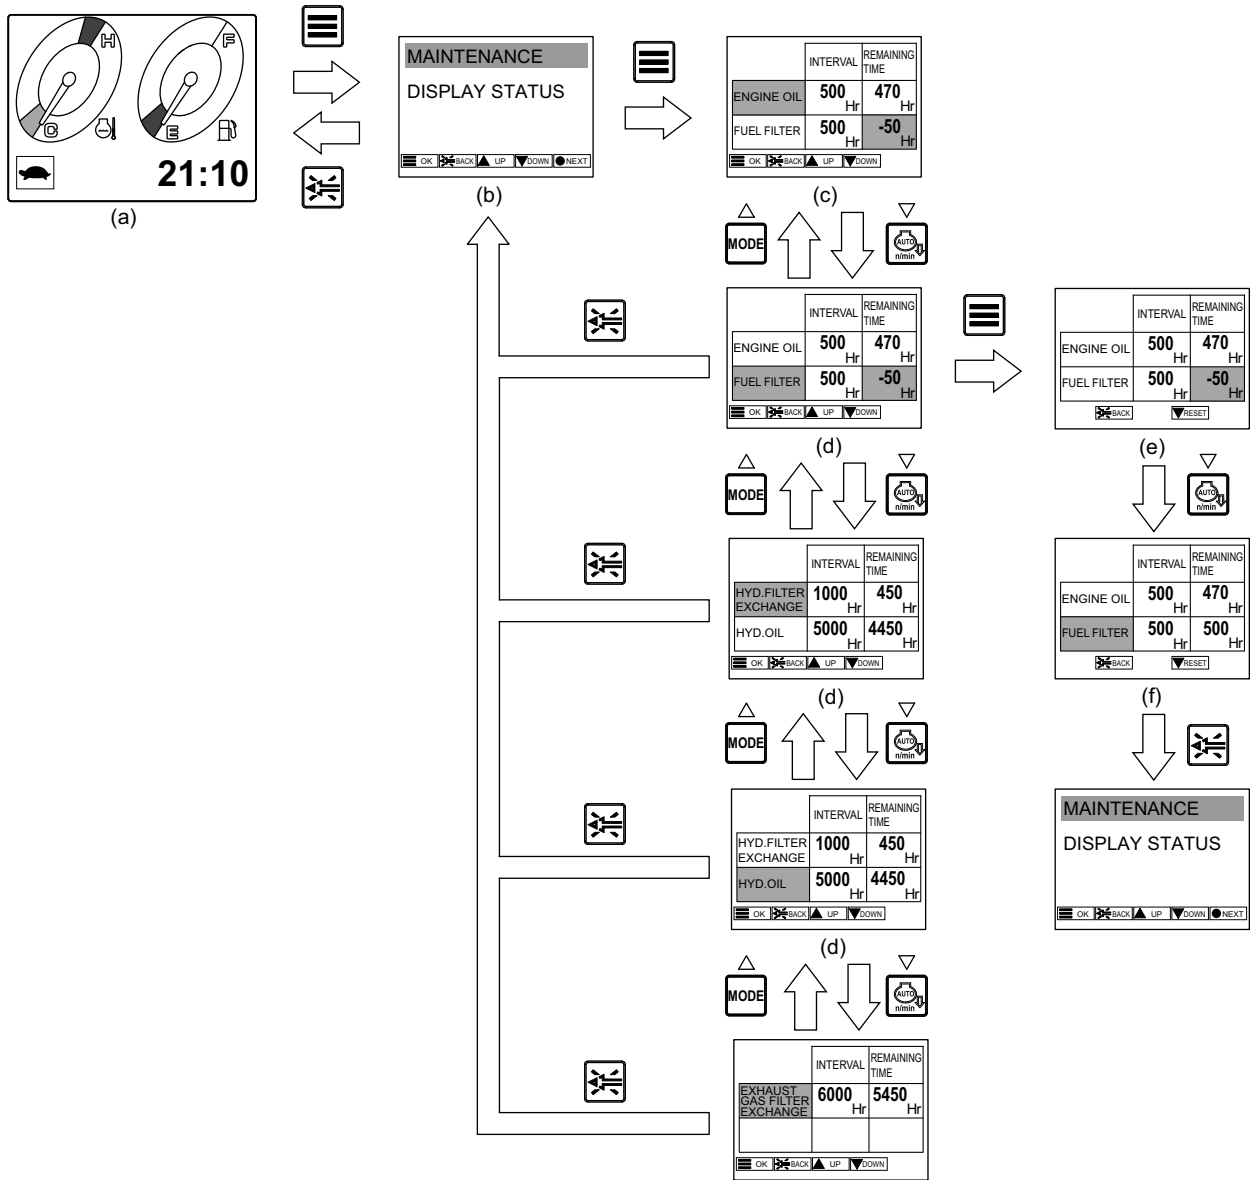 H
F
C
E
21:10
(a)
MAINTENANCE
DISPLAY STATUS
OK BACK UP DOWN NEXT
(b)
INTERVAL REMAINING TIME
ENGINE OIL 500 Hr 470 Hr
FUEL FILTER 500 Hr -50 Hr
OK BACK UP DOWN
(c)
MODE
AUTO
n/min
INTERVAL REMAINING TIME
ENGINE OIL 500 Hr 470 Hr
FUEL FILTER 500 Hr -50 Hr
OK BACK UP DOWN
(d)
INTERVAL REMAINING TIME
ENGINE OIL 500 Hr 470 Hr
FUEL FILTER 500 Hr -50 Hr
BACK RESET
(e)
MODE
AUTO
n/min
AUTO
n/min
INTERVAL REMAINING TIME
HYD.FILTER EXCHANGE 1000 Hr 450 Hr
HYD.OIL 5000 Hr 4450 Hr
OK BACK UP DOWN
(d)
INTERVAL REMAINING TIME
ENGINE OIL 500 Hr 470 Hr
FUEL FILTER 500 Hr 500 Hr
BACK RESET
(f)
MODE
AUTO
n/min
INTERVAL REMAINING TIME
HYD.FILTER EXCHANGE 1000 Hr 450 Hr
HYD.OIL 5000 Hr 4450 Hr
OK BACK UP DOWN
(d)
MAINTENANCE
DISPLAY STATUS
OK BACK UP DOWN NEXT
MODE
AUTO
n/min
INTERVAL REMAINING TIME
EXHAUST GAS FILTER EXCHANGE 6000 Hr 5450 Hr
OK BACK UP DOWN